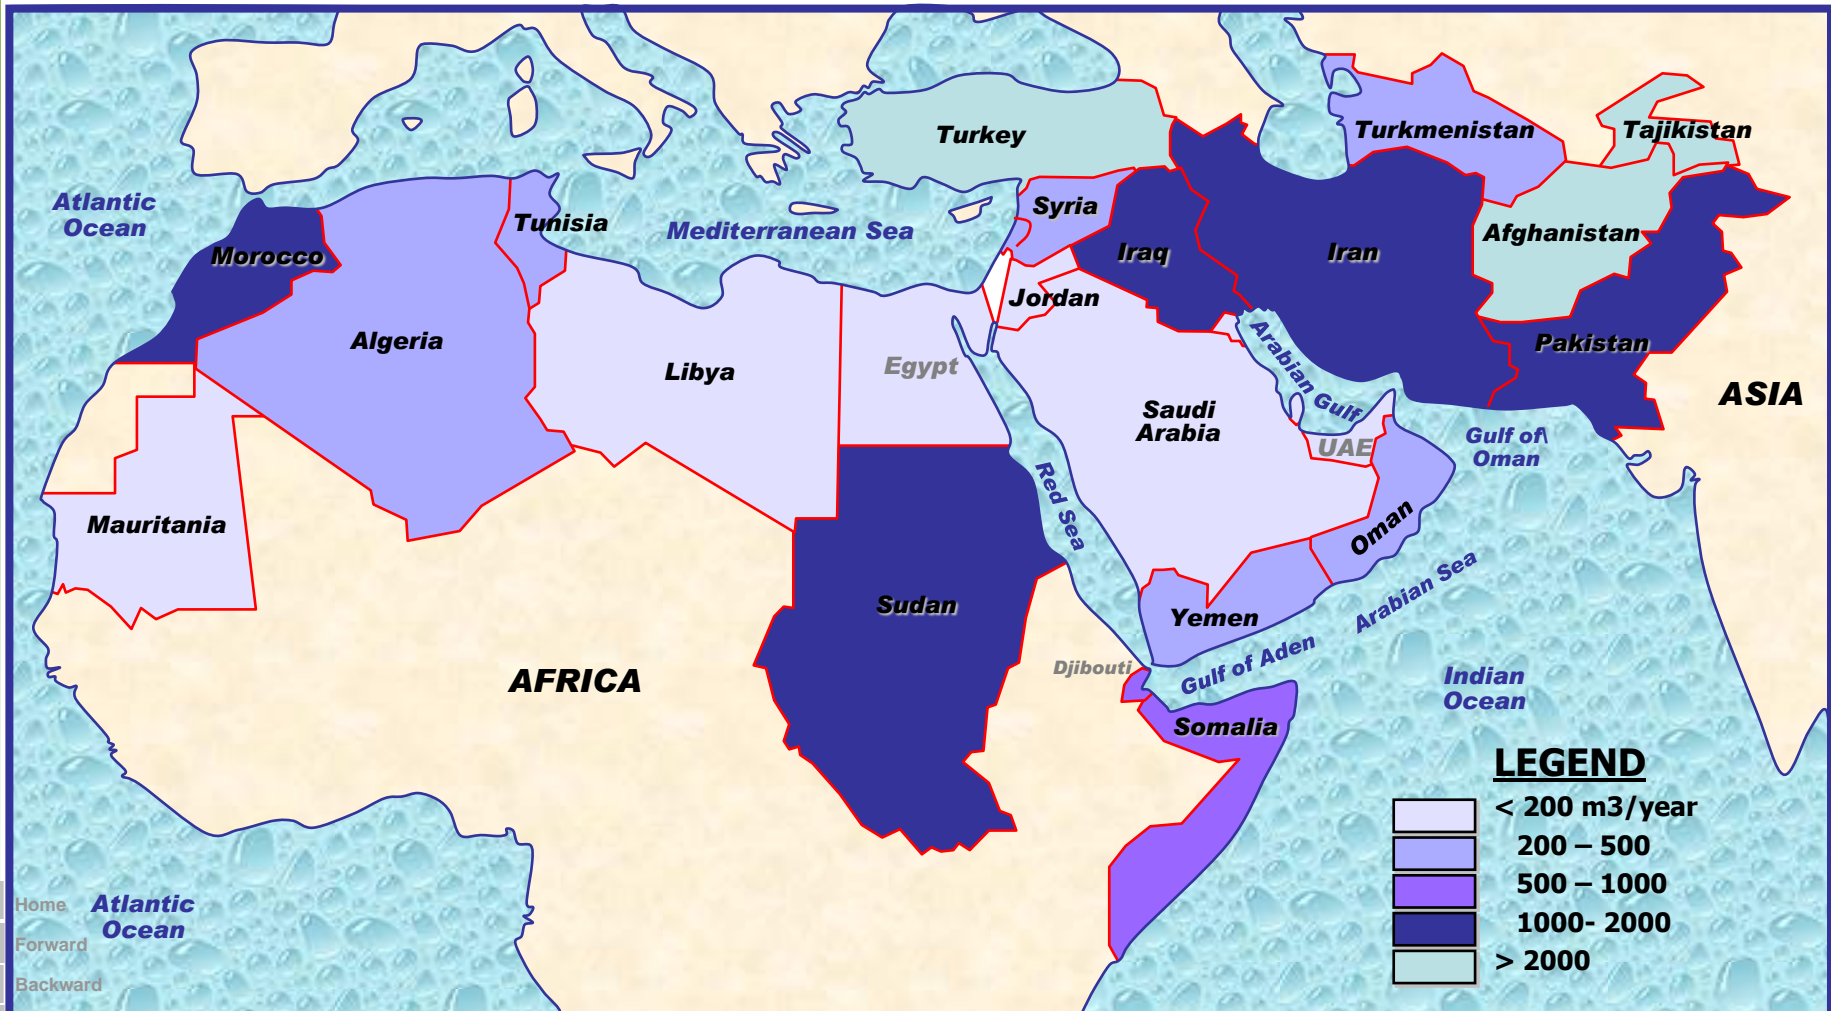 Turkey
Turkmenistan
Tajikistan
Atlantic
Ocean
Tunisia
Mediterranean Sea
Syria
Morocco
Iraq
Iran
Afghanistan
Jordan
Algeria
Libya
Egypt
Arabian Gulf
Pakistan
ASIA
Saudi
Arabia
UAE
Gulf of\
Oman
Red Sea
Mauritania
Oman
Arabian Sea
Sudan
Yemen
Djibouti
Gulf of Aden
AFRICA
Indian
Ocean
Somalia
LEGEND
< 200 m3/year
200 – 500
500 – 1000
1000- 2000
> 2000
Atlantic
Ocean
Home
Forward
Backward